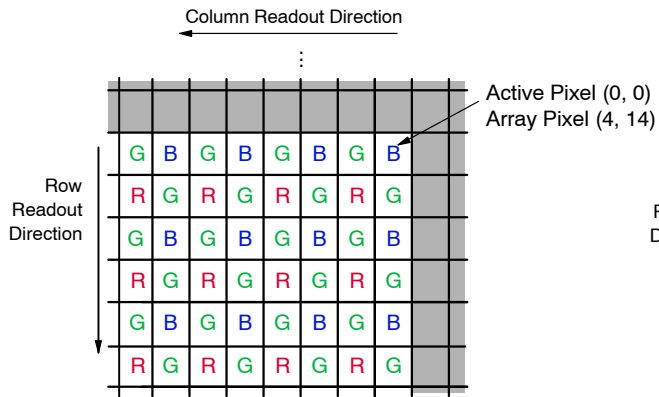 Column Readout Direction
⋮
Active Pixel (0, 0)
Array Pixel (4, 14)
G B G B G B G B
Row
Readout
Direction
R G R G R G R G
G B G B G B G B
R G R G R G R G
G B G B G B G B
R G R G R G R G